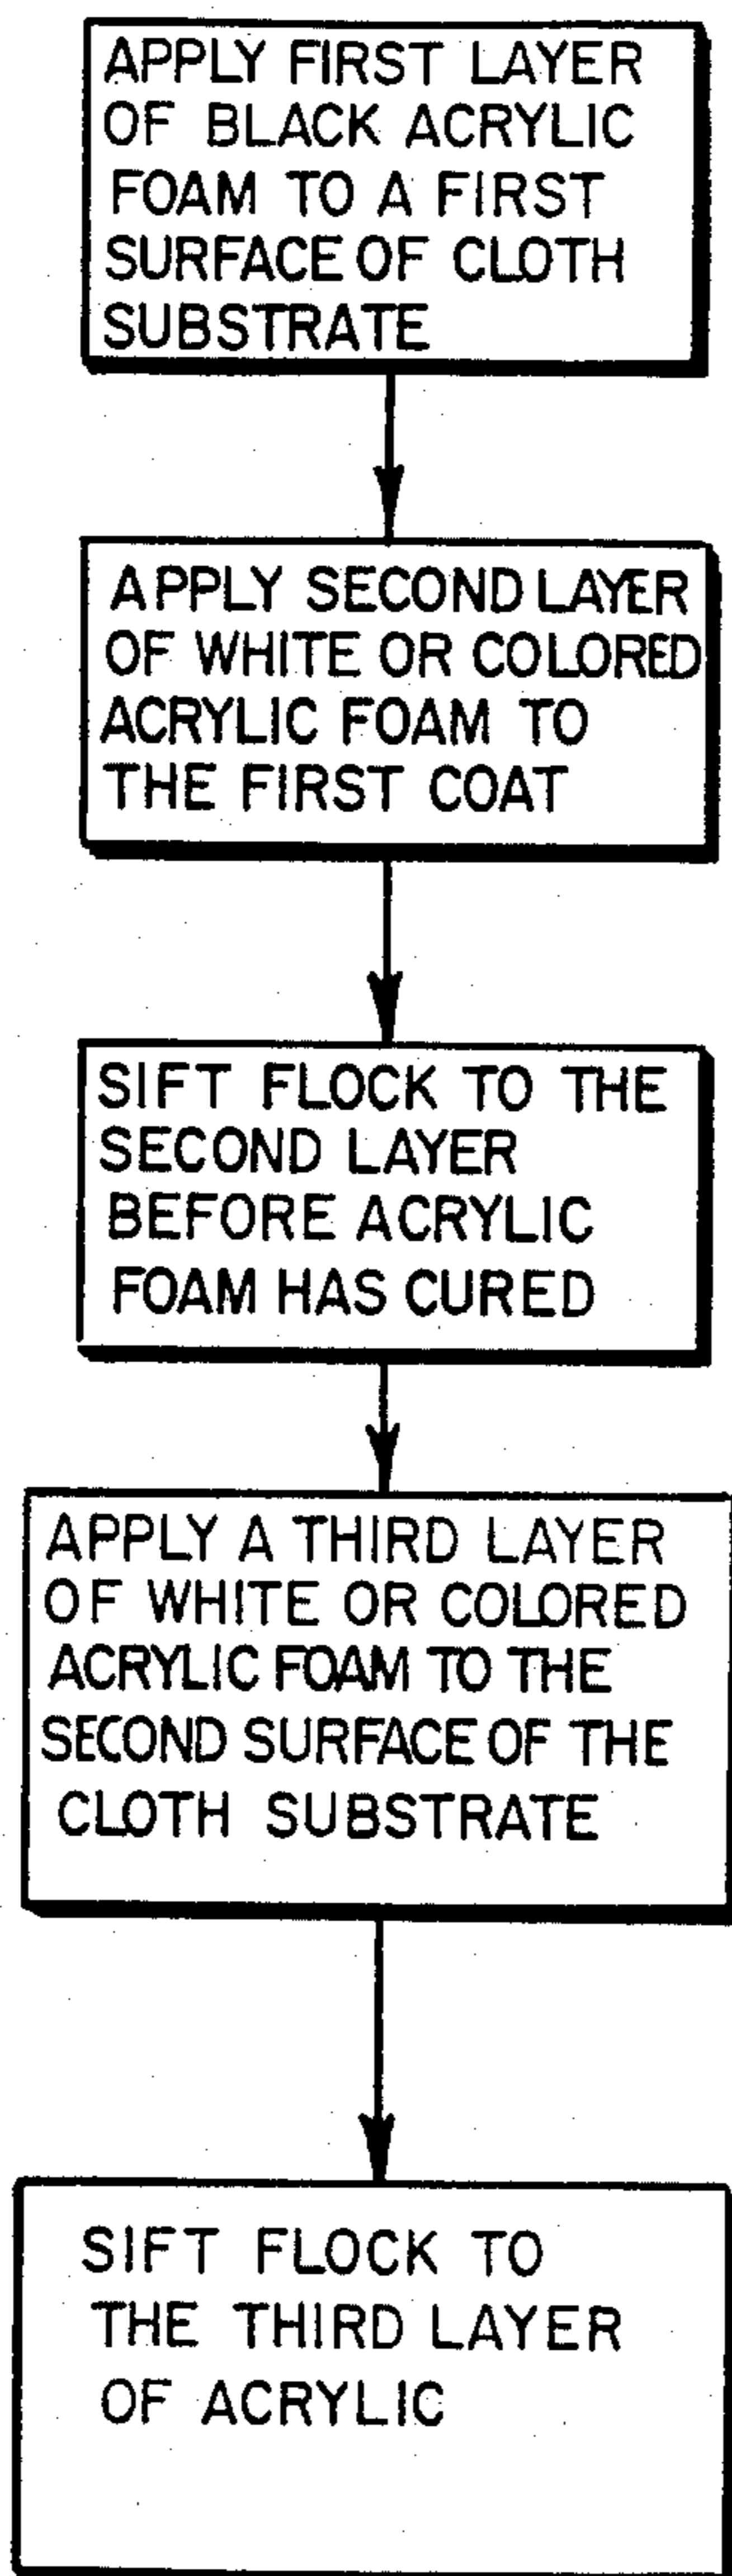 APPLY FIRST LAYER
OF BLACK ACRYLIC
FOAM TO A FIRST
SURFACE OF CLOTH
SUBSTRATE
APPLY SECOND LAYER
OF WHITE OR COLORED
ACRYLIC FOAM TO
THE FIRST COAT
SIFT FLOCK TO THE
SECOND LAYER
BEFORE ACRYLIC
FOAM HAS CURED
APPLY A THIRD LAYER
OF WHITE OR COLORED
ACRYLIC FOAM TO THE
SECOND SURFACE OF THE
CLOTH SUBSTRATE
SIFT FLOCK TO
THE THIRD LAYER
OF ACRYLIC